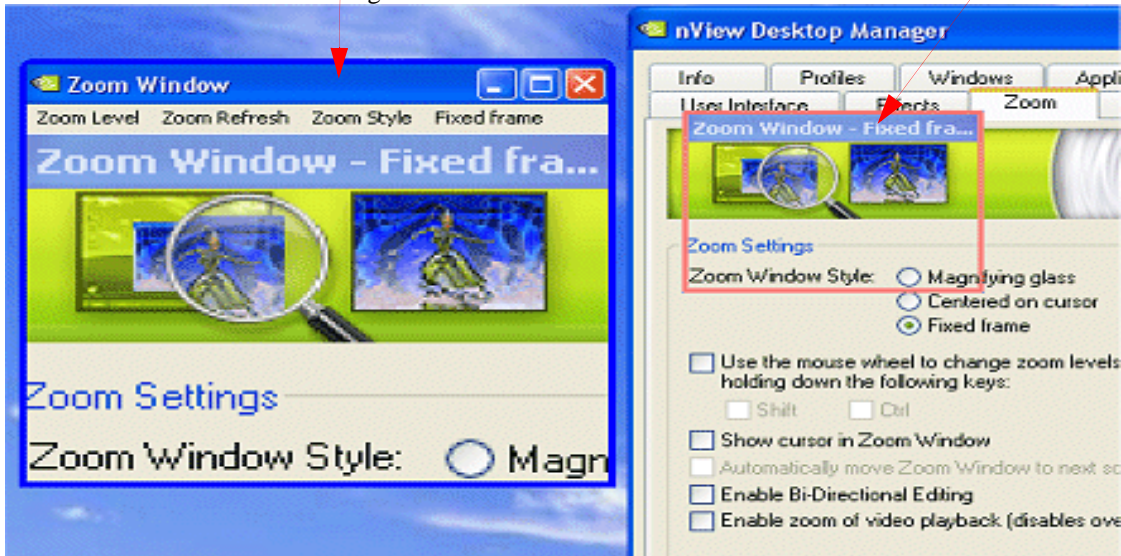 Zoom Window
Zoom Level Zoom Refresh Zoom Style Fixed frame
Zoom Window - Fixed fra...
Zoom Settings
Zoom Window Style: Magn
nView Desktop Manager
Info Profiles Windows Appli
User Interface Effects Zoom
Zoom Window - Fixed fra...
Zoom Settings
Zoom Window Style: Magnifying glass
Centered on cursor
Fixed frame
Use the mouse wheel to change zoom levels
holding down the following keys:
Shift Ctrl
Show cursor in Zoom Window
Automatically move Zoom Window to next sc
Enable Bi-Directional Editing
Enable zoom of video playback (disables ove